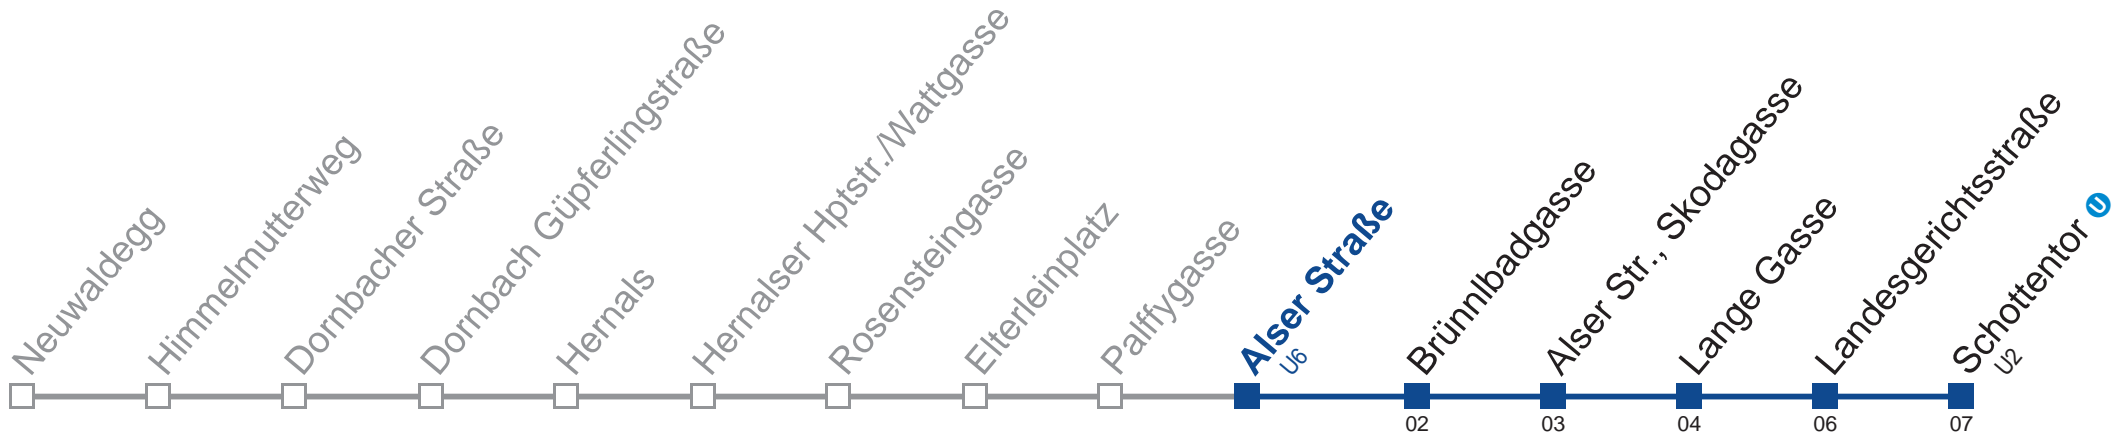 Neuwaldegg
Himmelmutterweg
Dornbacher Straße
Dornbach Güpferlingstraße
Hernals
Hernalser Hptstr./Wattgasse
Rosensteingasse
Elterleinplatz
Palffygasse
Alser Straße
U6
Brünnlbadgasse
Alser Str., Skodagasse
Lange Gasse
Landesgerichtsstraße
Schottentor U
U2
02 03 04 06 07